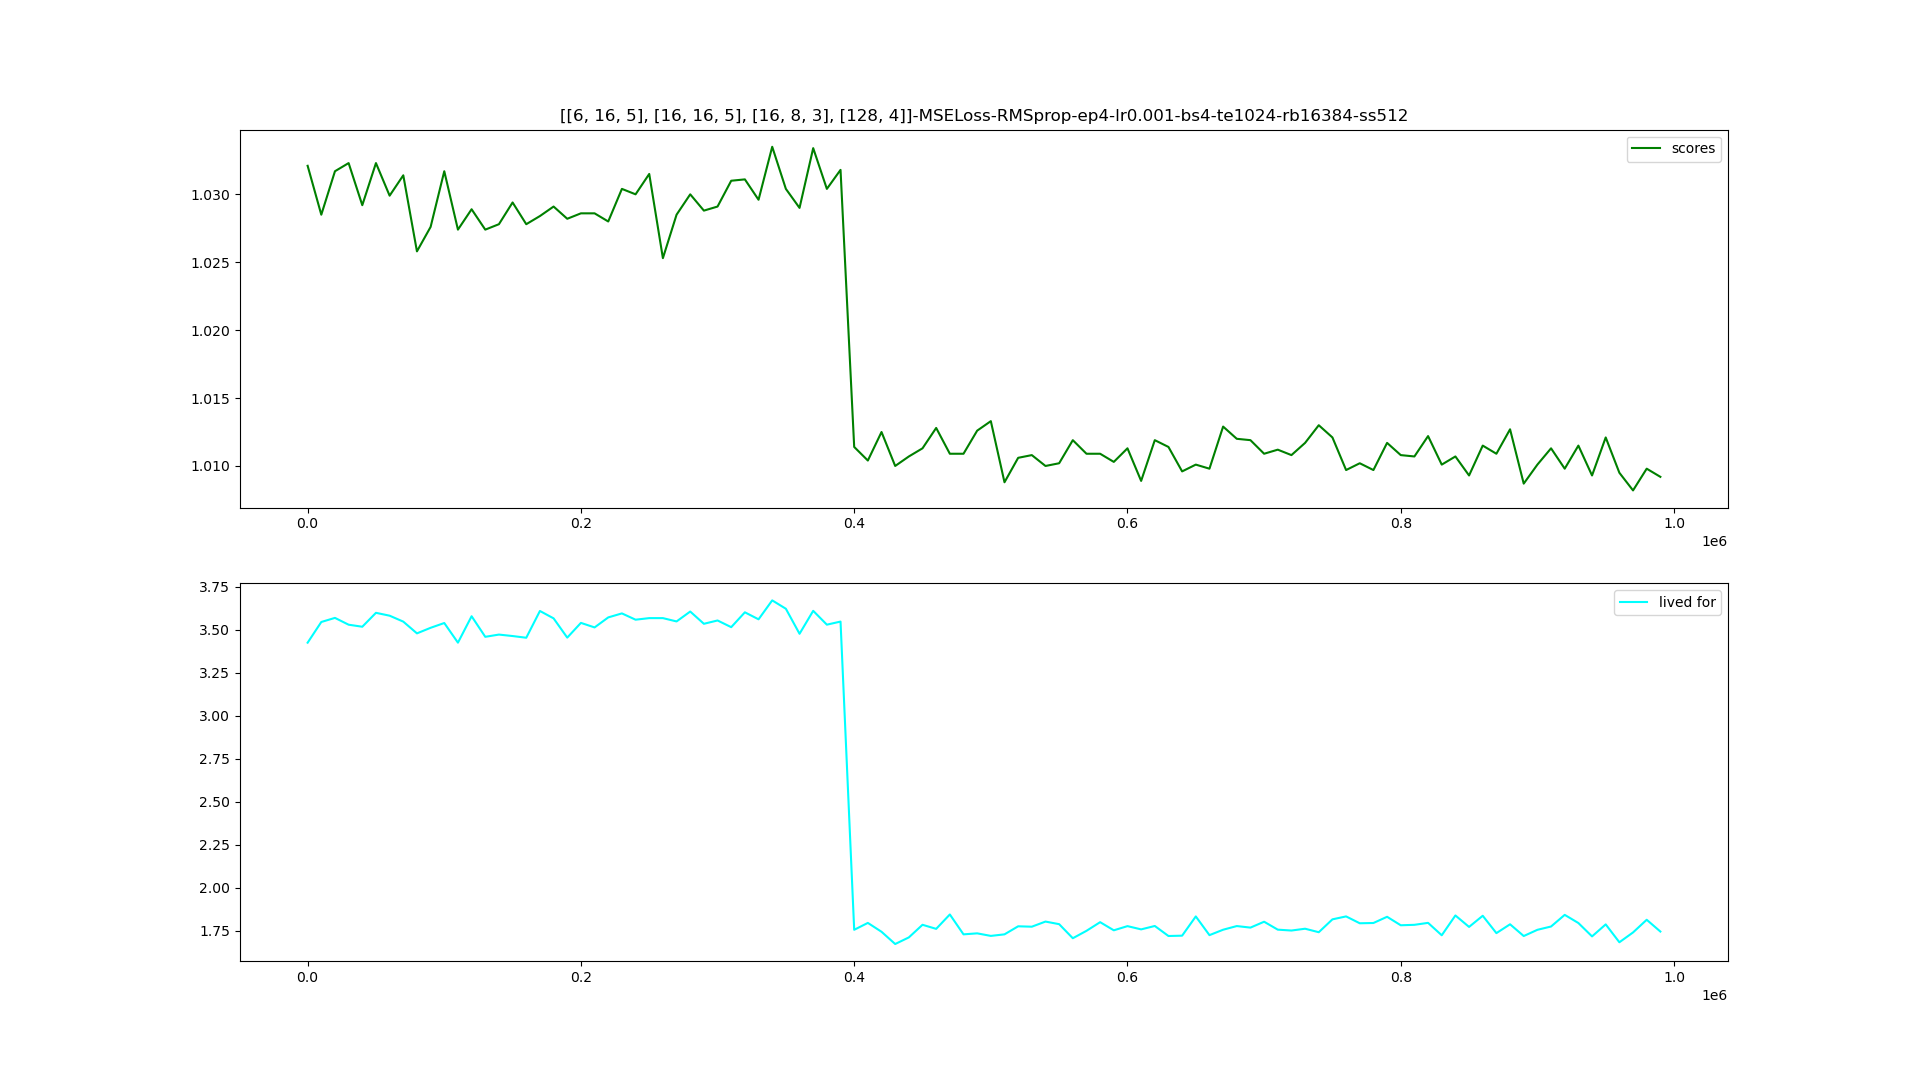 [[6, 16, 5], [16, 16, 5], [16, 8, 3], [128, 4]]-MSELoss-RMSprop-ep4-lr0.001-bs4-te1024-rb16384-ss512
scores
1.030
1.025
1.020
1.015
1.010
0.0 0.2 0.4 0.6 0.8 1.0
1e6
lived for
3.75
3.50
3.25
3.00
2.75
2.50
2.25
2.00
1.75
0.0 0.2 0.4 0.6 0.8 1.0
1e6